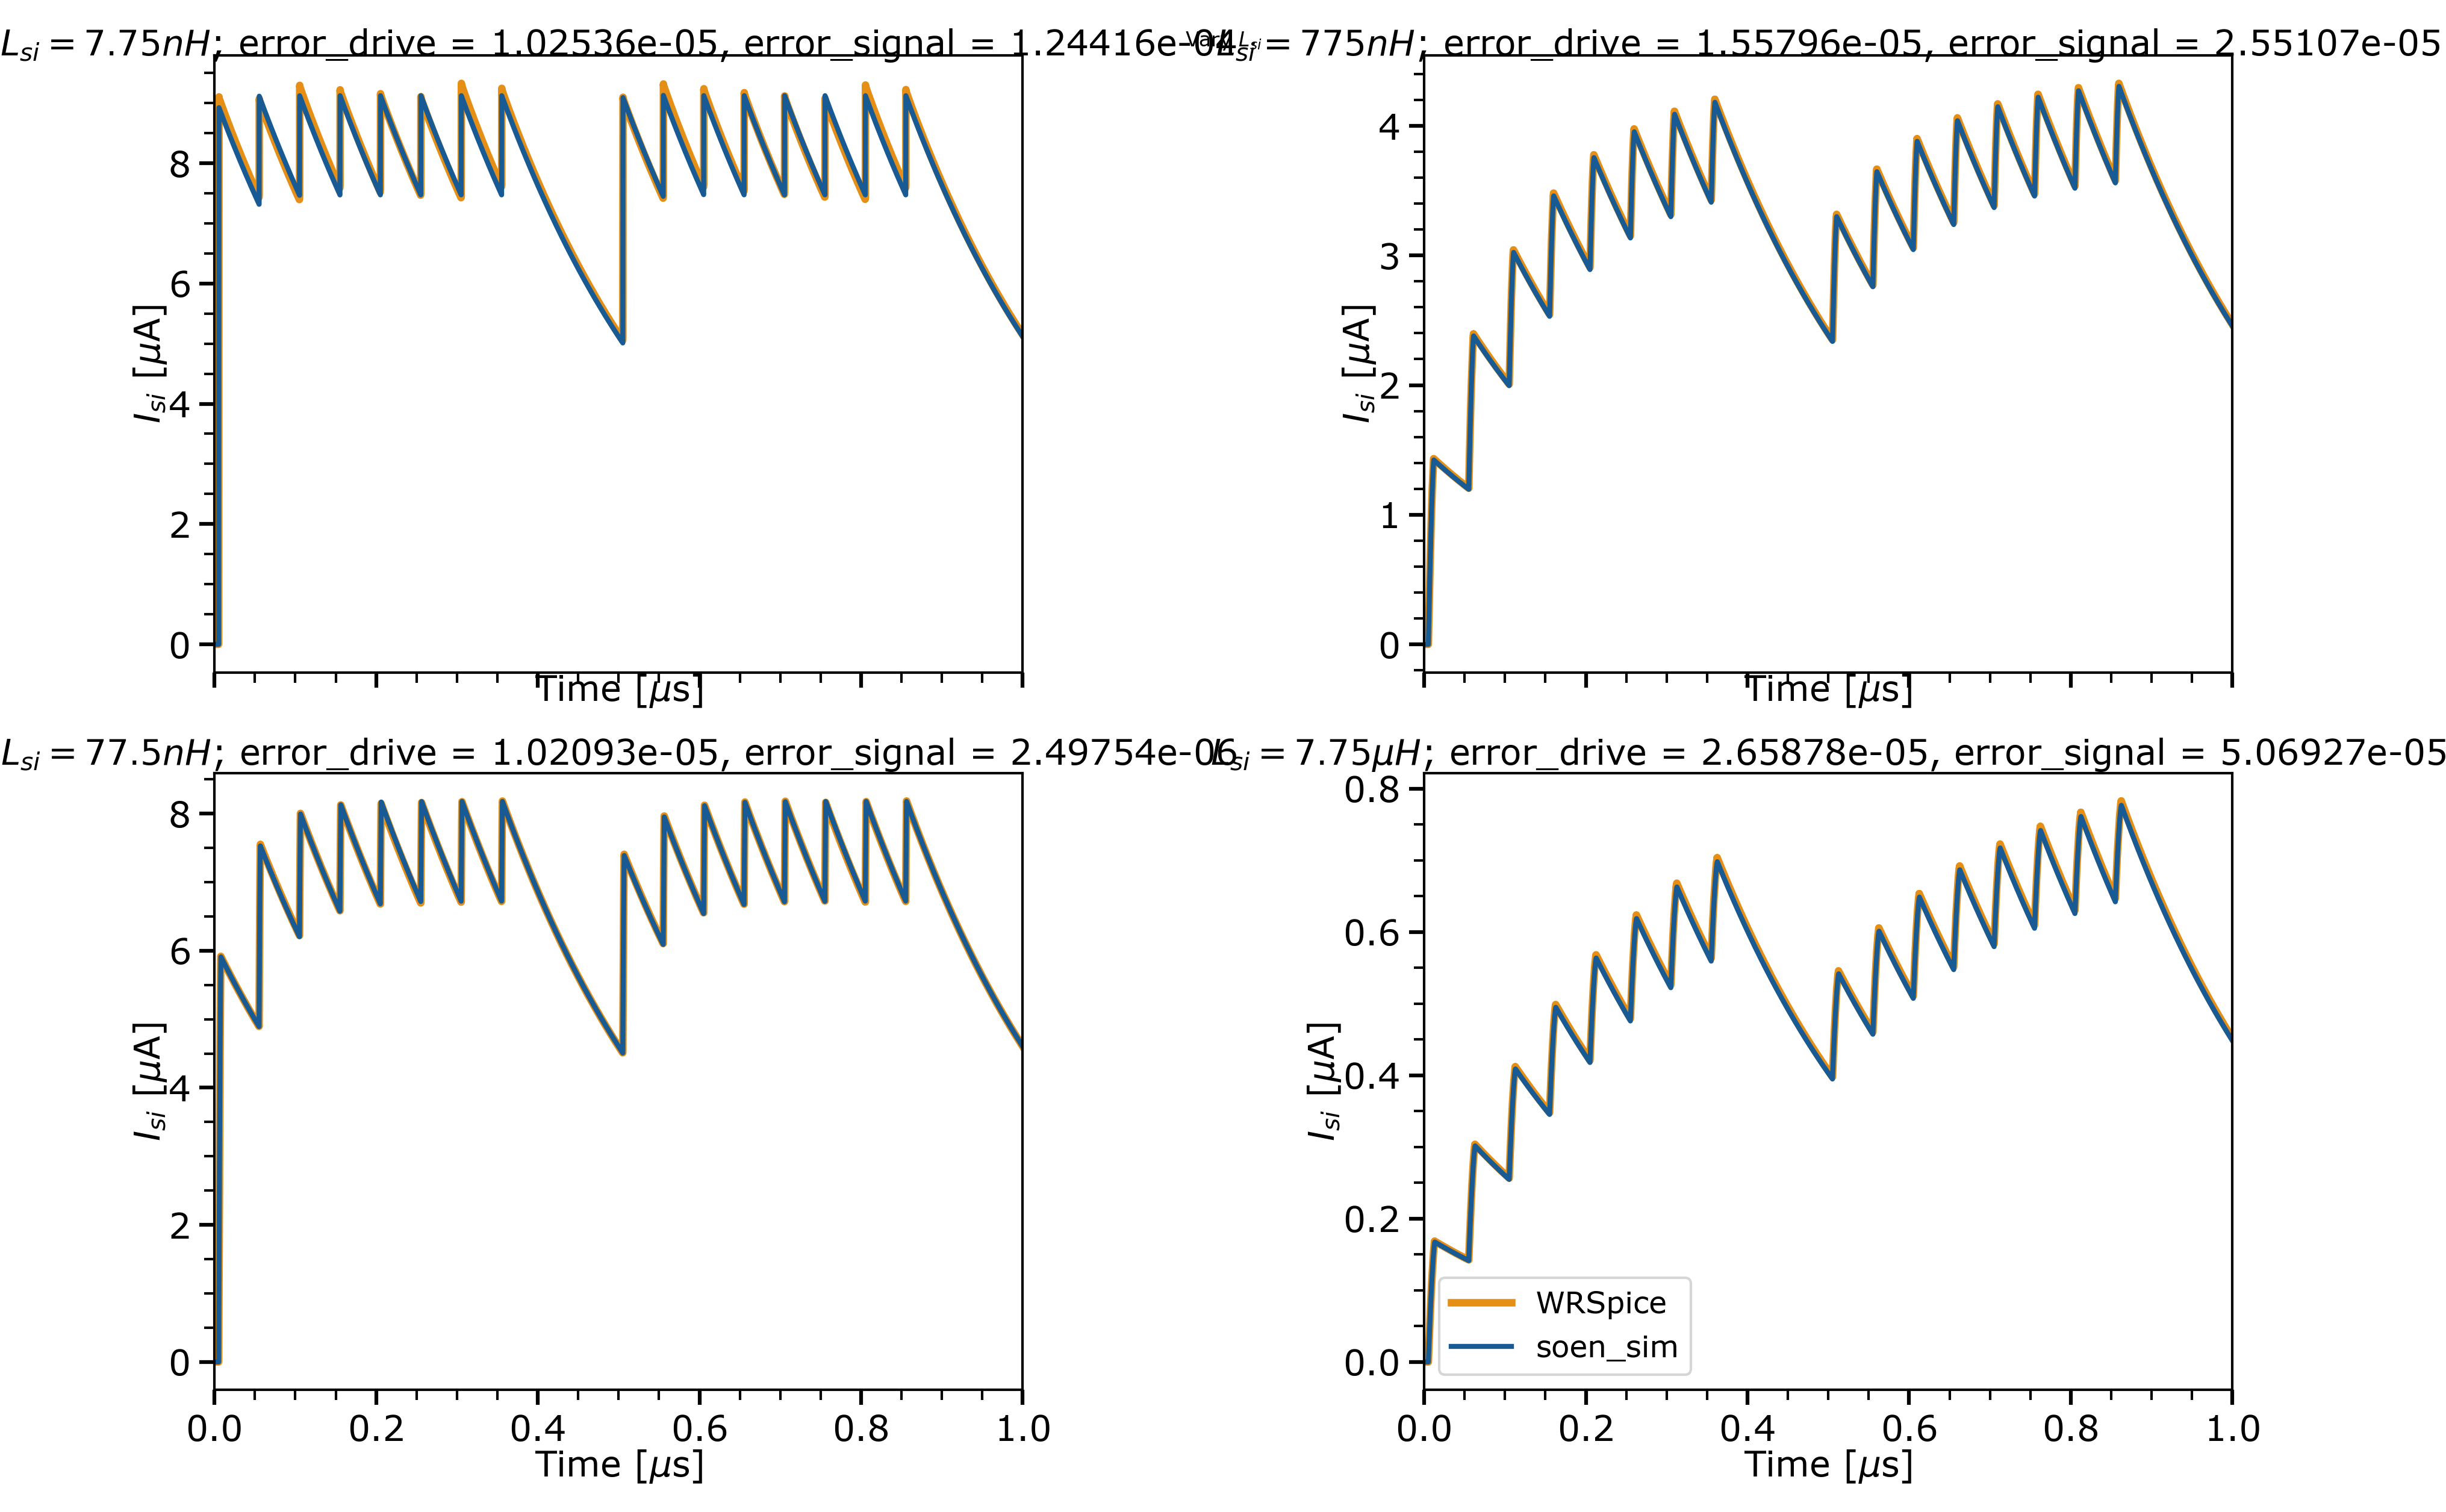 L_si = 7.75nH; error_drive = 1.02536e-05, error_signal = 1.24416e-04
Vary L_si
L_si = 775nH; error_drive = 1.55796e-05, error_signal = 2.55107e-05
I_si [μA]
8
6
4
2
0
Time [μs]
I_si [μA]
4
3
2
1
0
Time [μs]
L_si = 77.5nH; error_drive = 1.02093e-05, error_signal = 2.49754e-06
L_si = 7.75μH; error_drive = 2.65878e-05, error_signal = 5.06927e-05
I_si [μA]
8
6
4
2
0
0.0 0.2 0.4 0.6 0.8 1.0
Time [μs]
I_si [μA]
0.8
0.6
0.4
0.2
0.0
WRSpice
soen_sim
0.0 0.2 0.4 0.6 0.8 1.0
Time [μs]